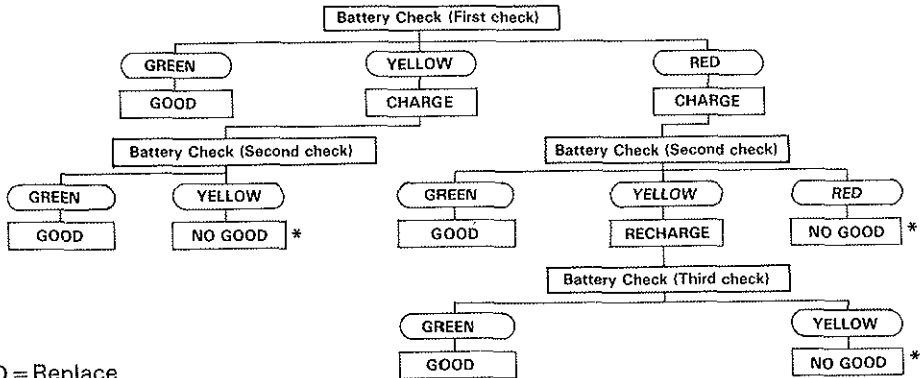 Battery Check (First check)
GREEN YELLOW RED
GOOD CHARGE CHARGE
Battery Check (Second check) Battery Check (Second check)
GREEN YELLOW GREEN YELLOW RED
GOOD NO GOOD * GOOD RECHARGE NO GOOD *
Battery Check (Third check)
GREEN YELLOW
GOOD NO GOOD *
= Replace